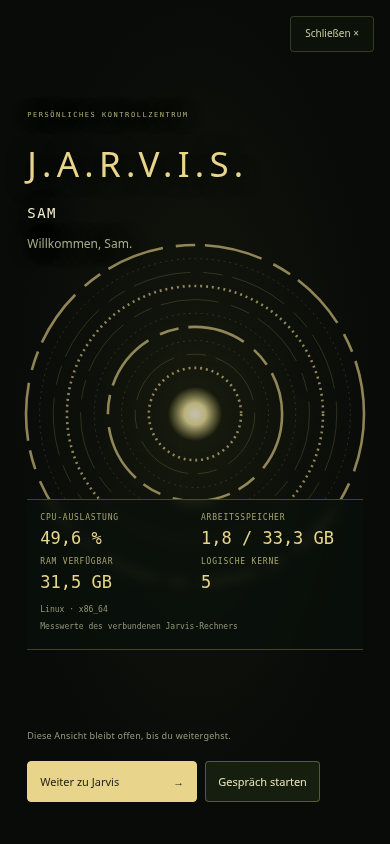 Schließen ×
PERSÖNLICHES KONTROLLZENTRUM
J.A.R.V.I.S.
SAM
Willkommen, Sam.
CPU-AUSLASTUNG
49,6 %
ARBEITSSPEICHER
1,8 / 33,3 GB
RAM VERFÜGBAR
31,5 GB
LOGISCHE KERNE
5
Linux · x86_64
Messwerte des verbundenen Jarvis-Rechners
Diese Ansicht bleibt offen, bis du weitergehst.
Weiter zu Jarvis →
Gespräch starten